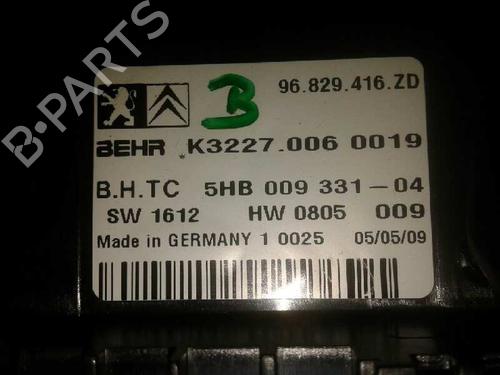 B-PARTS
B
96.829.416.ZD
BEHR K3227.006 0019
B.H.TC 5HB 009 331-04
SW 1612 HW 0805 009
Made in GERMANY 1 0025 05/05/09